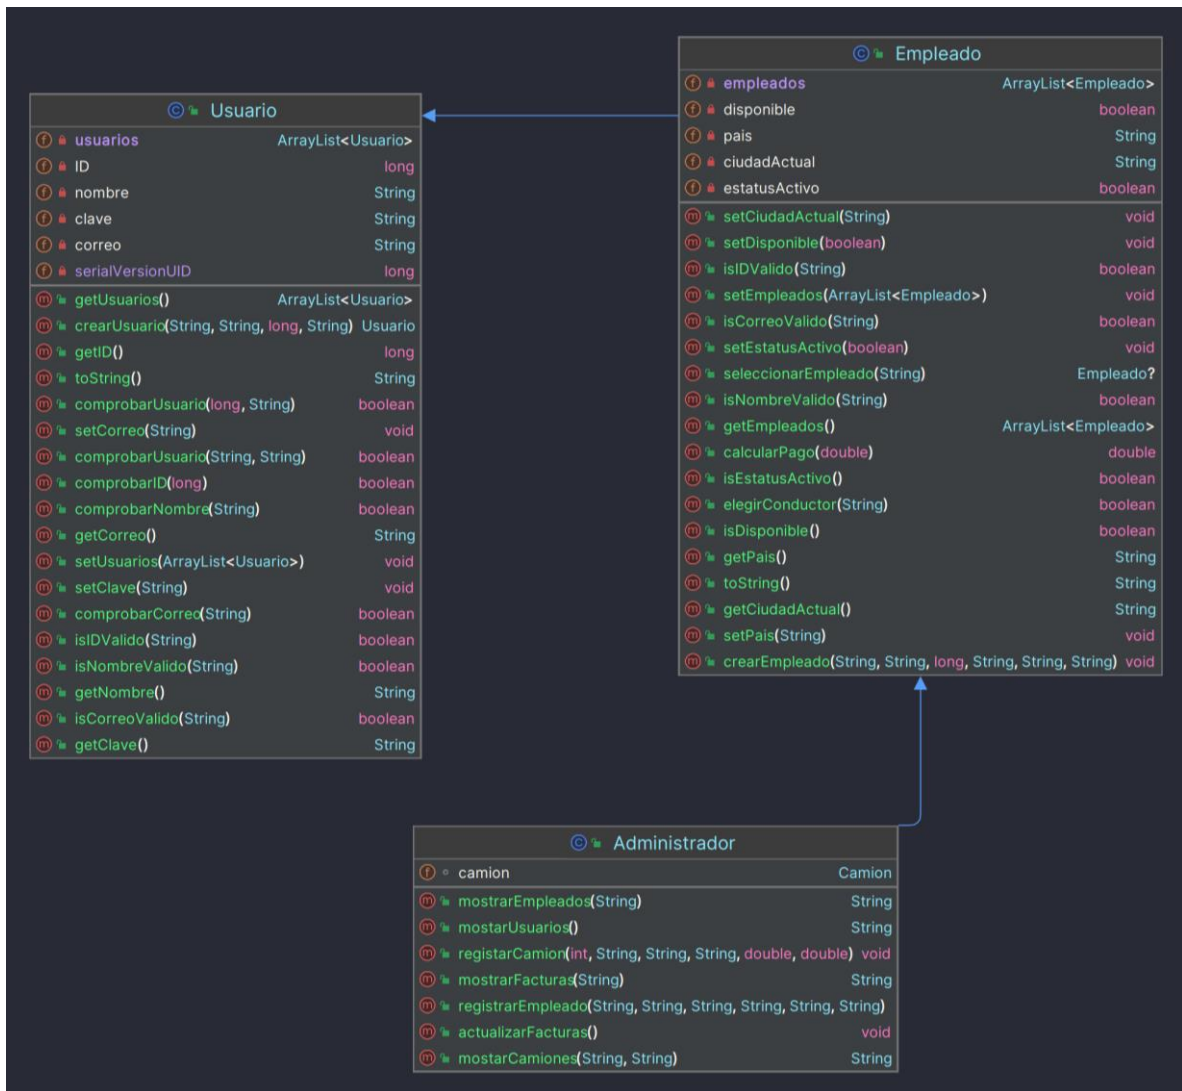 Usuario
usuarios ArrayList<Usuario>
ID long
nombre String
clave String
correo String
serialVersionUID long
getUsuarios() ArrayList<Usuario>
crearUsuario(String, String, long, String) Usuario
getID() long
toString() String
comprobarUsuario(long, String) boolean
setCorreo(String) void
comprobarUsuario(String, String) boolean
comprobarID(long) boolean
comprobarNombre(String) boolean
getCorreo() String
setUsuarios(ArrayList<Usuario>) void
setClave(String) void
comprobarCorreo(String) boolean
isIDValido(String) boolean
isNombreValido(String) boolean
getNombre() String
isCorreoValido(String) boolean
getClave() String
Empleado
empleados ArrayList<Empleado>
disponible boolean
pais String
ciudadActual String
estatusActivo boolean
setCiudadActual(String) void
setDisponible(boolean) void
isIDValido(String) boolean
setEmpleados(ArrayList<Empleado>) void
isCorreoValido(String) boolean
setEstatusActivo(boolean) void
seleccionarEmpleado(String) Empleado?
isNombreValido(String) boolean
getEmpleados() ArrayList<Empleado>
calcularPago(double) double
isEstatusActivo() boolean
elegirConductor(String) boolean
isDisponible() boolean
getPais() String
toString() String
getCiudadActual() String
setPais(String) void
crearEmpleado(String, String, long, String, String, String) void
Administrador
camion Camion
mostrarEmpleados(String) String
mostarUsuarios() String
registarCamion(int, String, String, String, double, double) void
mostrarFacturas(String) String
registrarEmpleado(String, String, String, String, String, String)
actualizarFacturas() void
mostarCamiones(String, String) String